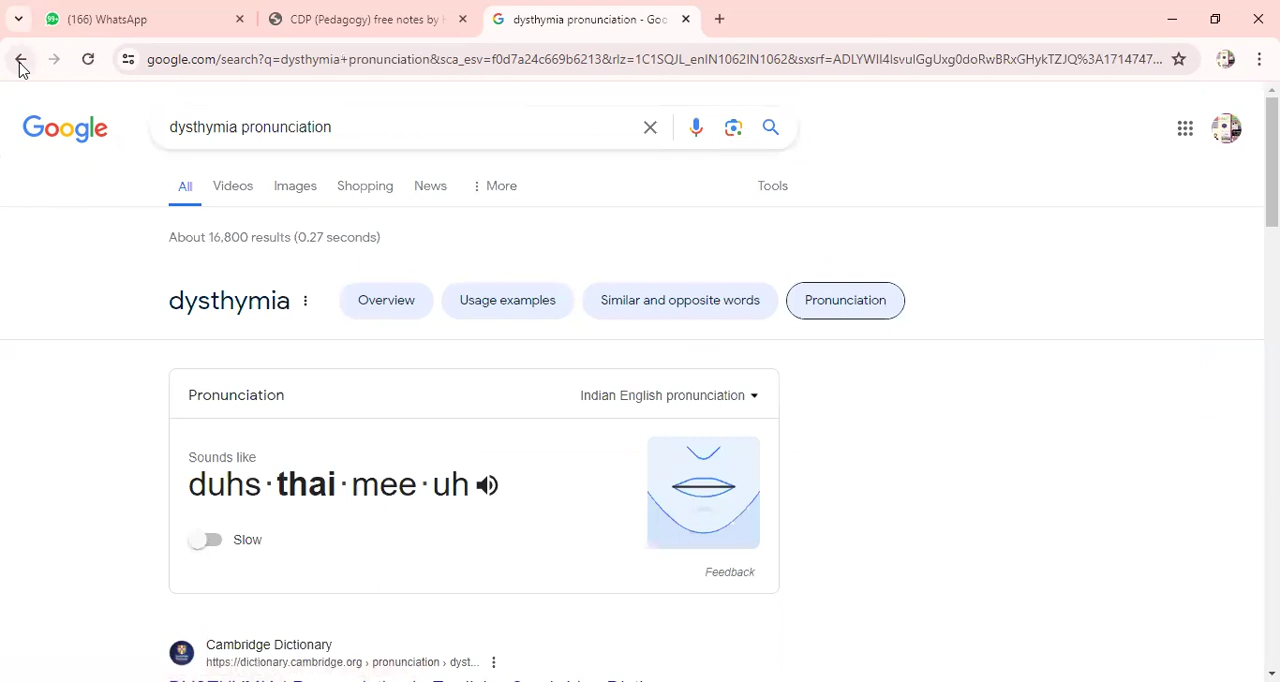 (166) WhatsApp
CDP (Pedagogy) free notes by
dysthymia pronunciation - Goo
google.com/search?q=dysthymia+pronunciation&sca_esv=f0d7c34c669b6213&rlz=1C1SQJL_enIN1062IN1062&sxsrf=ADLYWII4lsvulGgUxg0doRwBRxGHykTZJQ%3A1714747...
Google
dysthymia pronunciation
All Videos Images Shopping News More Tools
About 16,800 results (0.27 seconds)
dysthymia Overview Usage examples Similar and opposite words Pronunciation
Pronunciation Indian English pronunciation
Sounds like
duhs·thai·mee·uh
Slow
Feedback
Cambridge Dictionary
https://dictionary.cambridge.org › pronunciation › dyst...